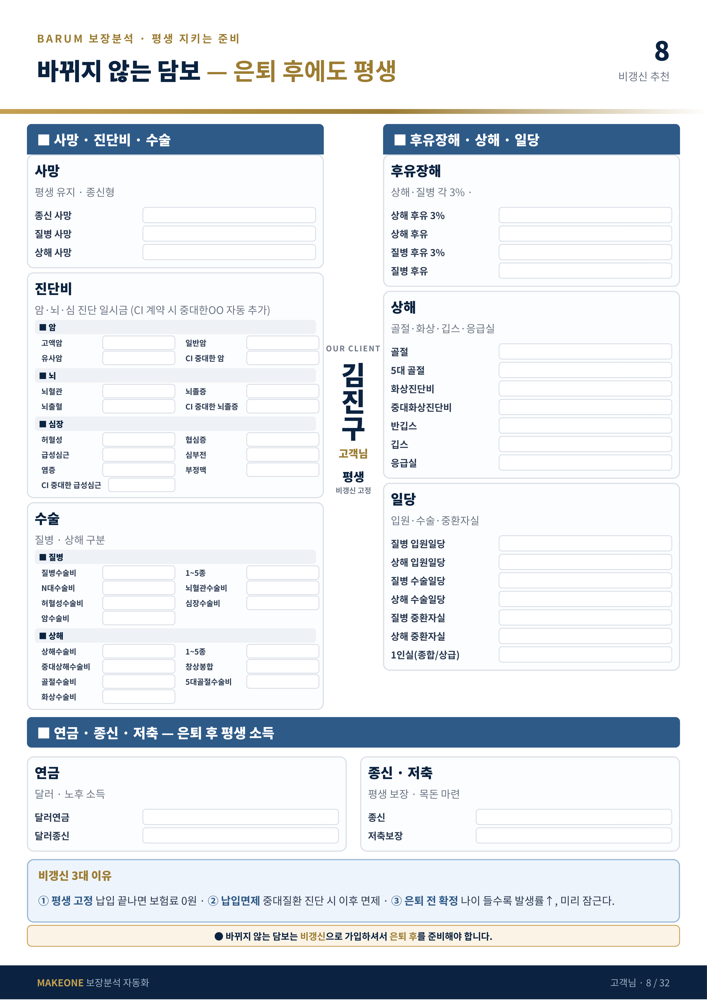 BARUM 보장분석 · 평생 지키는 준비
바뀌지 않는 담보 — 은퇴 후에도 평생
8
비갱신 추천
■ 사망 · 진단비 · 수술
사망
평생 유지 · 종신형
종신 사망
질병 사망
상해 사망
진단비
암·뇌·심 진단 일시금 (CI 계약 시 중대한OO 자동 추가)
■ 암
고액암 일반암
유사암 CI 중대한 암
■ 뇌
뇌혈관 뇌졸증
뇌출혈 CI 중대한 뇌졸증
■ 심장
허혈성 협심증
급성심근 심부전
염증 부정맥
CI 중대한 급성심근
수술
질병 · 상해 구분
■ 질병
질병수술비 1~5종
N대수술비 뇌혈관수술비
허혈성수술비 심장수술비
암수술비
■ 상해
상해수술비 1~5종
중대상해수술비 창상봉합
골절수술비 5대골절수술비
화상수술비
OUR CLIENT
김
진
구
고객님
평생
비갱신 고정
■ 후유장해 · 상해 · 일당
후유장해
상해·질병 각 3% ·
상해 후유 3%
상해 후유
질병 후유 3%
질병 후유
상해
골절·화상·깁스·응급실
골절
5대 골절
화상진단비
중대화상진단비
반깁스
깁스
응급실
일당
입원·수술·중환자실
질병 입원일당
상해 입원일당
질병 수술일당
상해 수술일당
질병 중환자실
상해 중환자실
1인실(종합/상급)
■ 연금 · 종신 · 저축 — 은퇴 후 평생 소득
연금
달러 · 노후 소득
달러연금
달러종신
종신 · 저축
평생 보장 · 목돈 마련
종신
저축보장
비갱신 3대 이유
① 평생 고정 납입 끝나면 보험료 0원 · ② 납입면제 중대질환 진단 시 이후 면제 · ③ 은퇴 전 확정 나이 들수록 발생률↑, 미리 잠근다.
● 바뀌지 않는 담보는 비갱신으로 가입하셔서 은퇴 후를 준비해야 합니다.
MAKEONE 보장분석 자동화
고객님 · 8 / 32